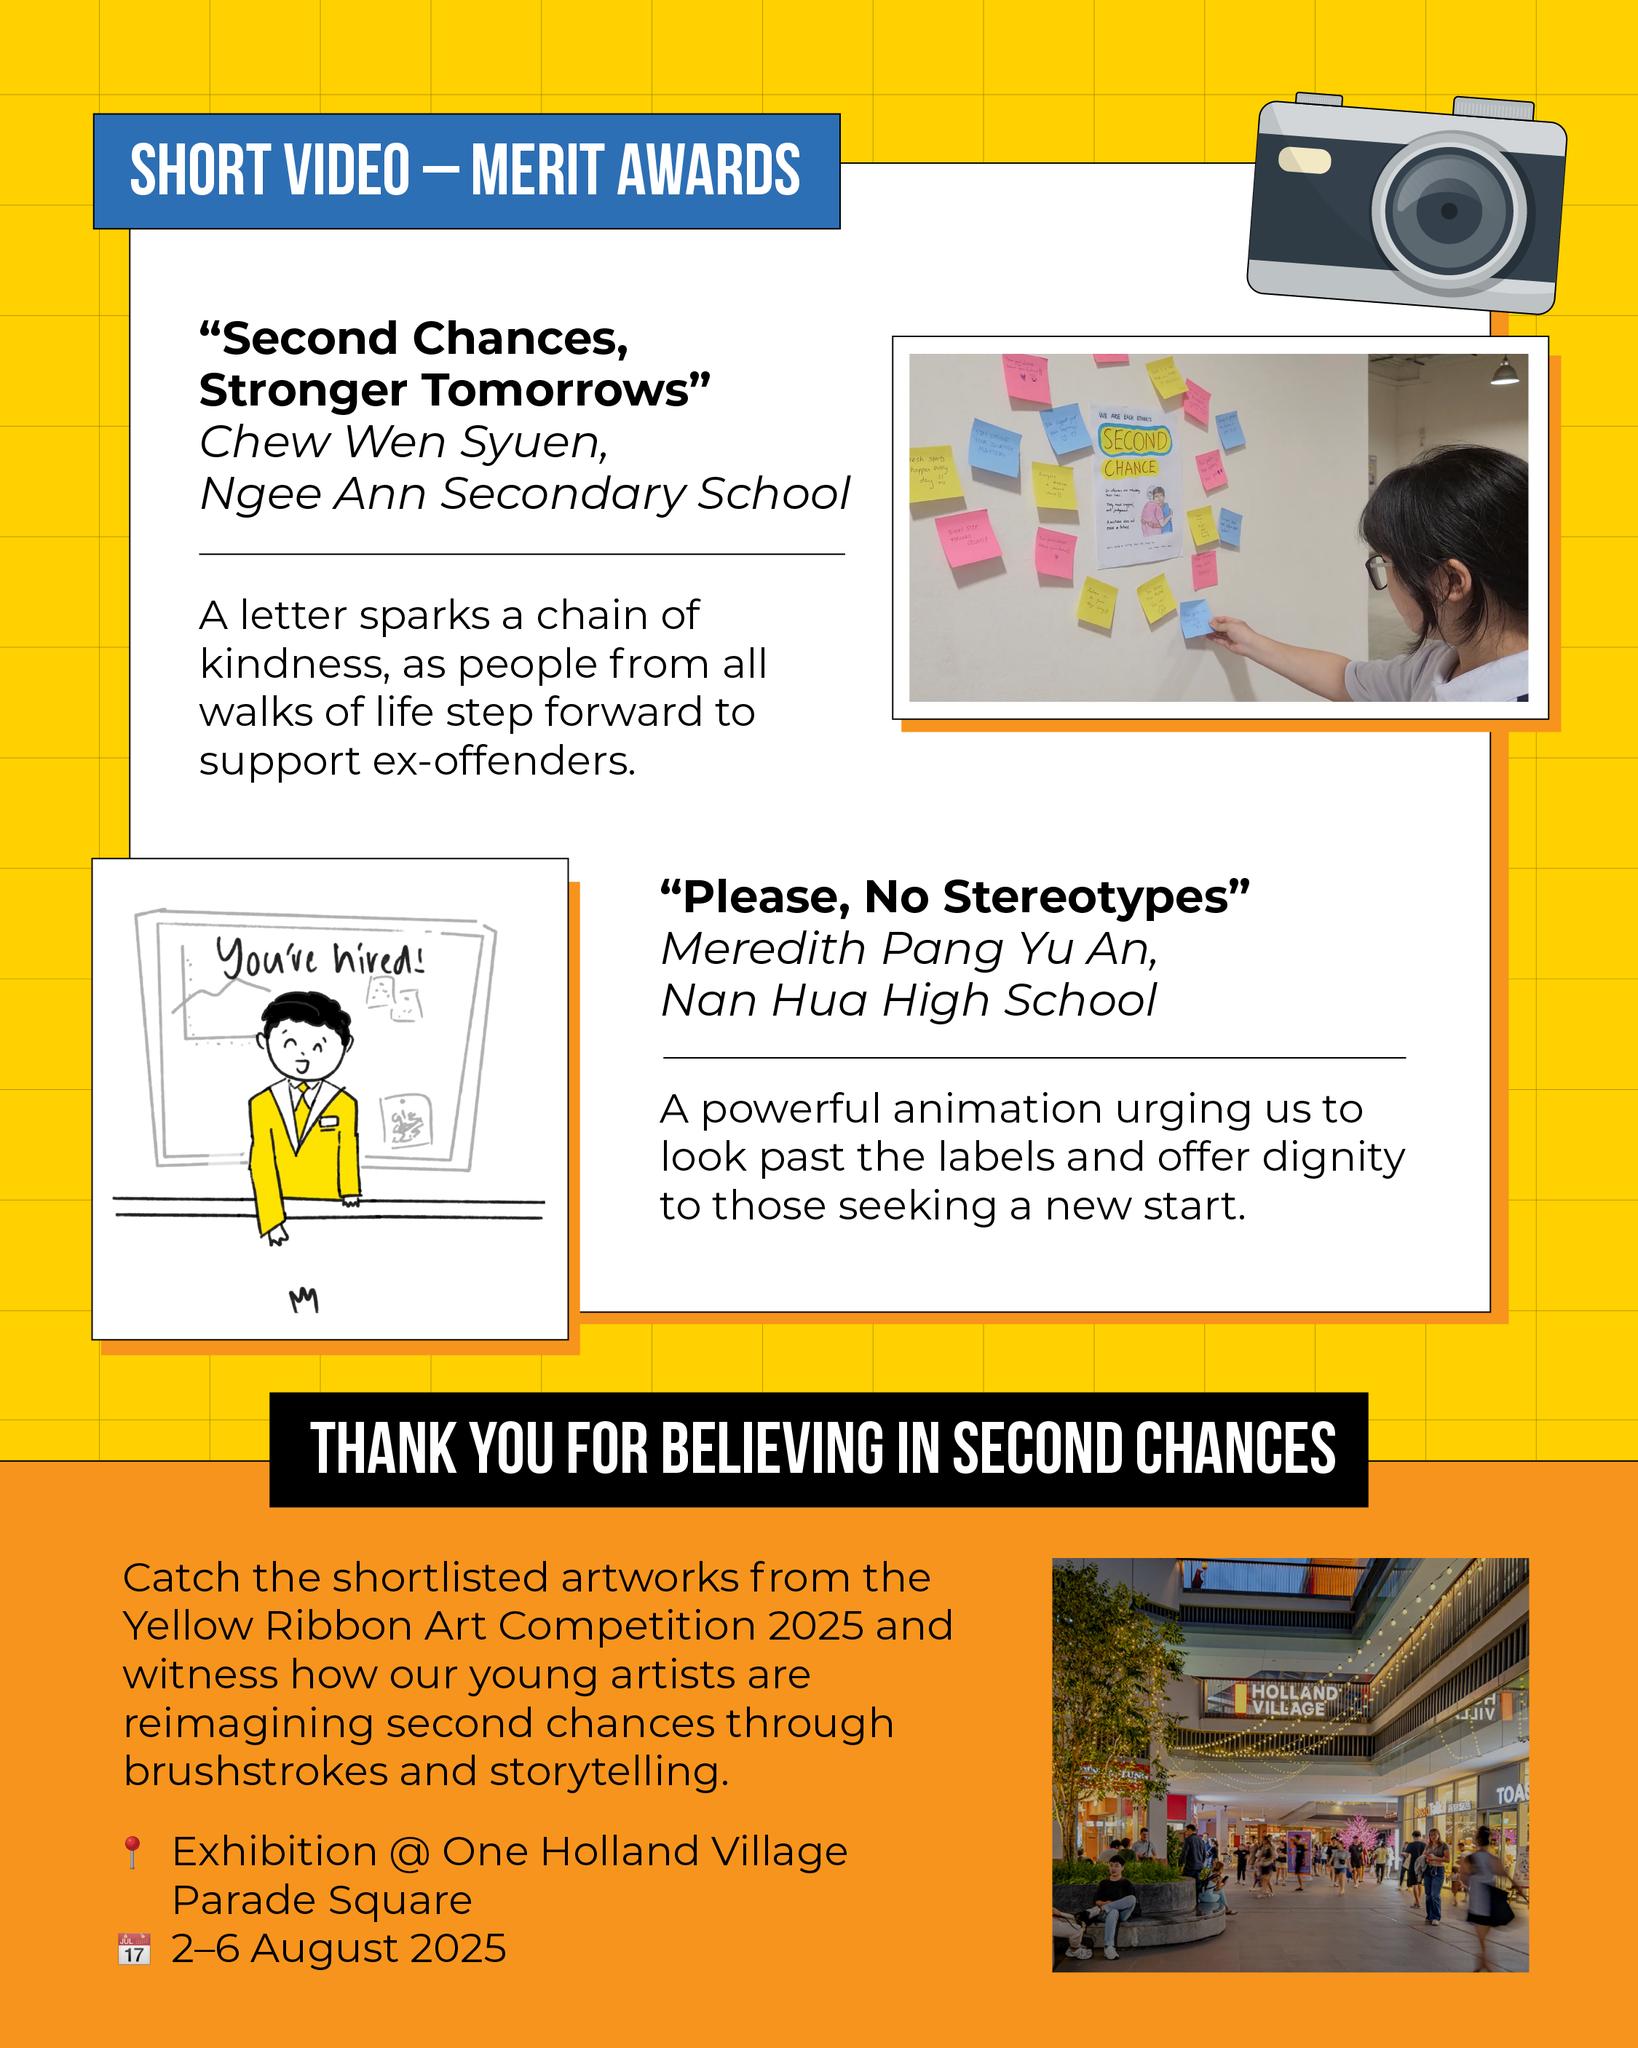 SHORT VIDEO – MERIT AWARDS
“Second Chances,
Stronger Tomorrows”
Chew Wen Syuen,
Ngee Ann Secondary School
A letter sparks a chain of
kindness, as people from all
walks of life step forward to
support ex-offenders.
WE ARE EACH OTHER'S
SECOND
CHANCE
You're hired!
“Please, No Stereotypes”
Meredith Pang Yu An,
Nan Hua High School
A powerful animation urging us to
look past the labels and offer dignity
to those seeking a new start.
THANK YOU FOR BELIEVING IN SECOND CHANCES
Catch the shortlisted artworks from the
Yellow Ribbon Art Competition 2025 and
witness how our young artists are
reimagining second chances through
brushstrokes and storytelling.
📍 Exhibition @ One Holland Village
Parade Square
📅 2–6 August 2025
HOLLAND
VILLAGE